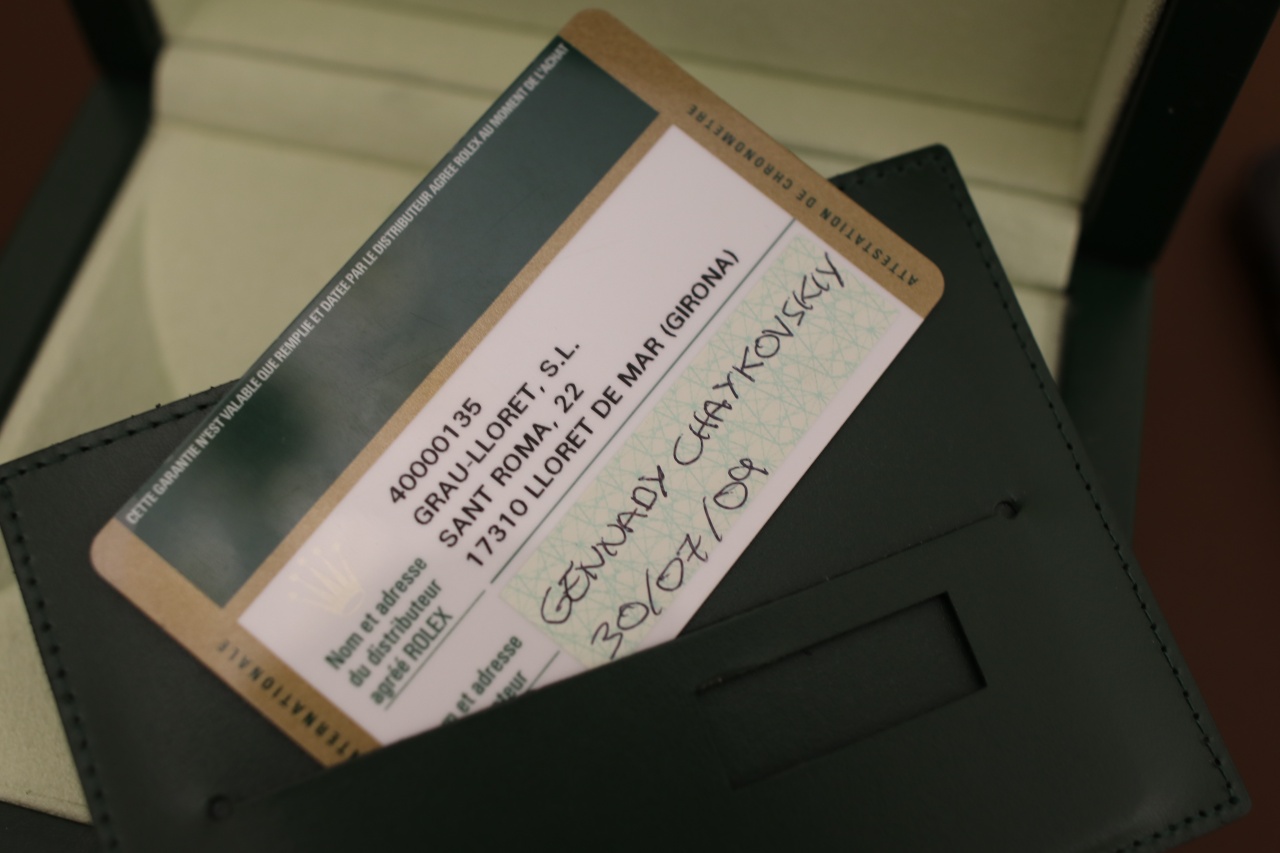 CETTE GARANTIE N'EST VALABLE QUE REMPLIE ET DATEE PAR LE DISTRIBUTEUR AGREE ROLEX AU MOMENT DE L'ACHAT
ATTESTATION DE CHRONOMETRE
40000135
GRAU-LLORET, S.L.
SANT ROMA, 22
17310 LLORET DE MAR (GIRONA)
Nom et adresse
du distributeur
agréé ROLEX
GENNADY CHAYKOVSKIY
30/07/09
et adresse